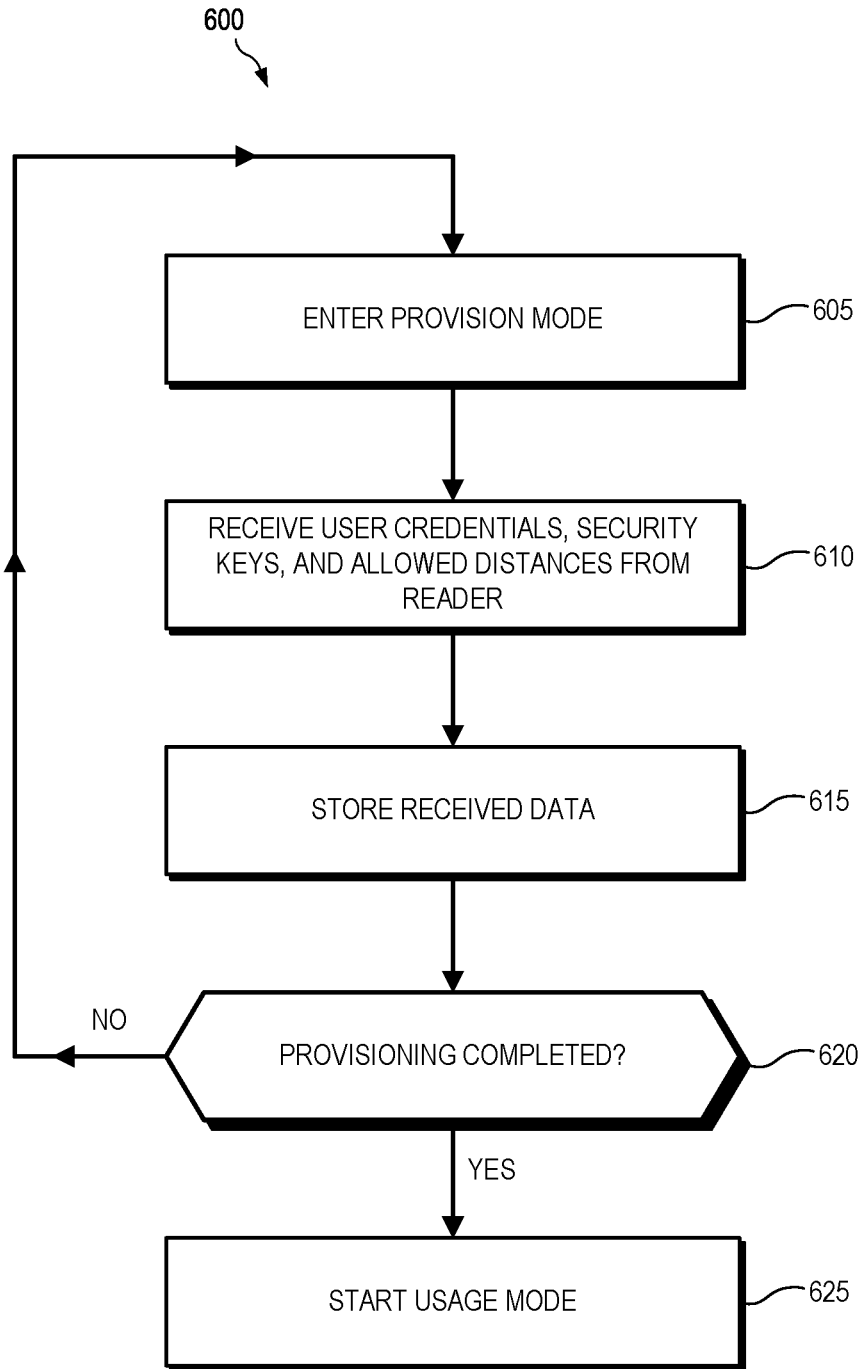 600
ENTER PROVISION MODE
605
RECEIVE USER CREDENTIALS, SECURITY
KEYS, AND ALLOWED DISTANCES FROM
READER
610
STORE RECEIVED DATA
615
NO
PROVISIONING COMPLETED?
620
YES
START USAGE MODE
625